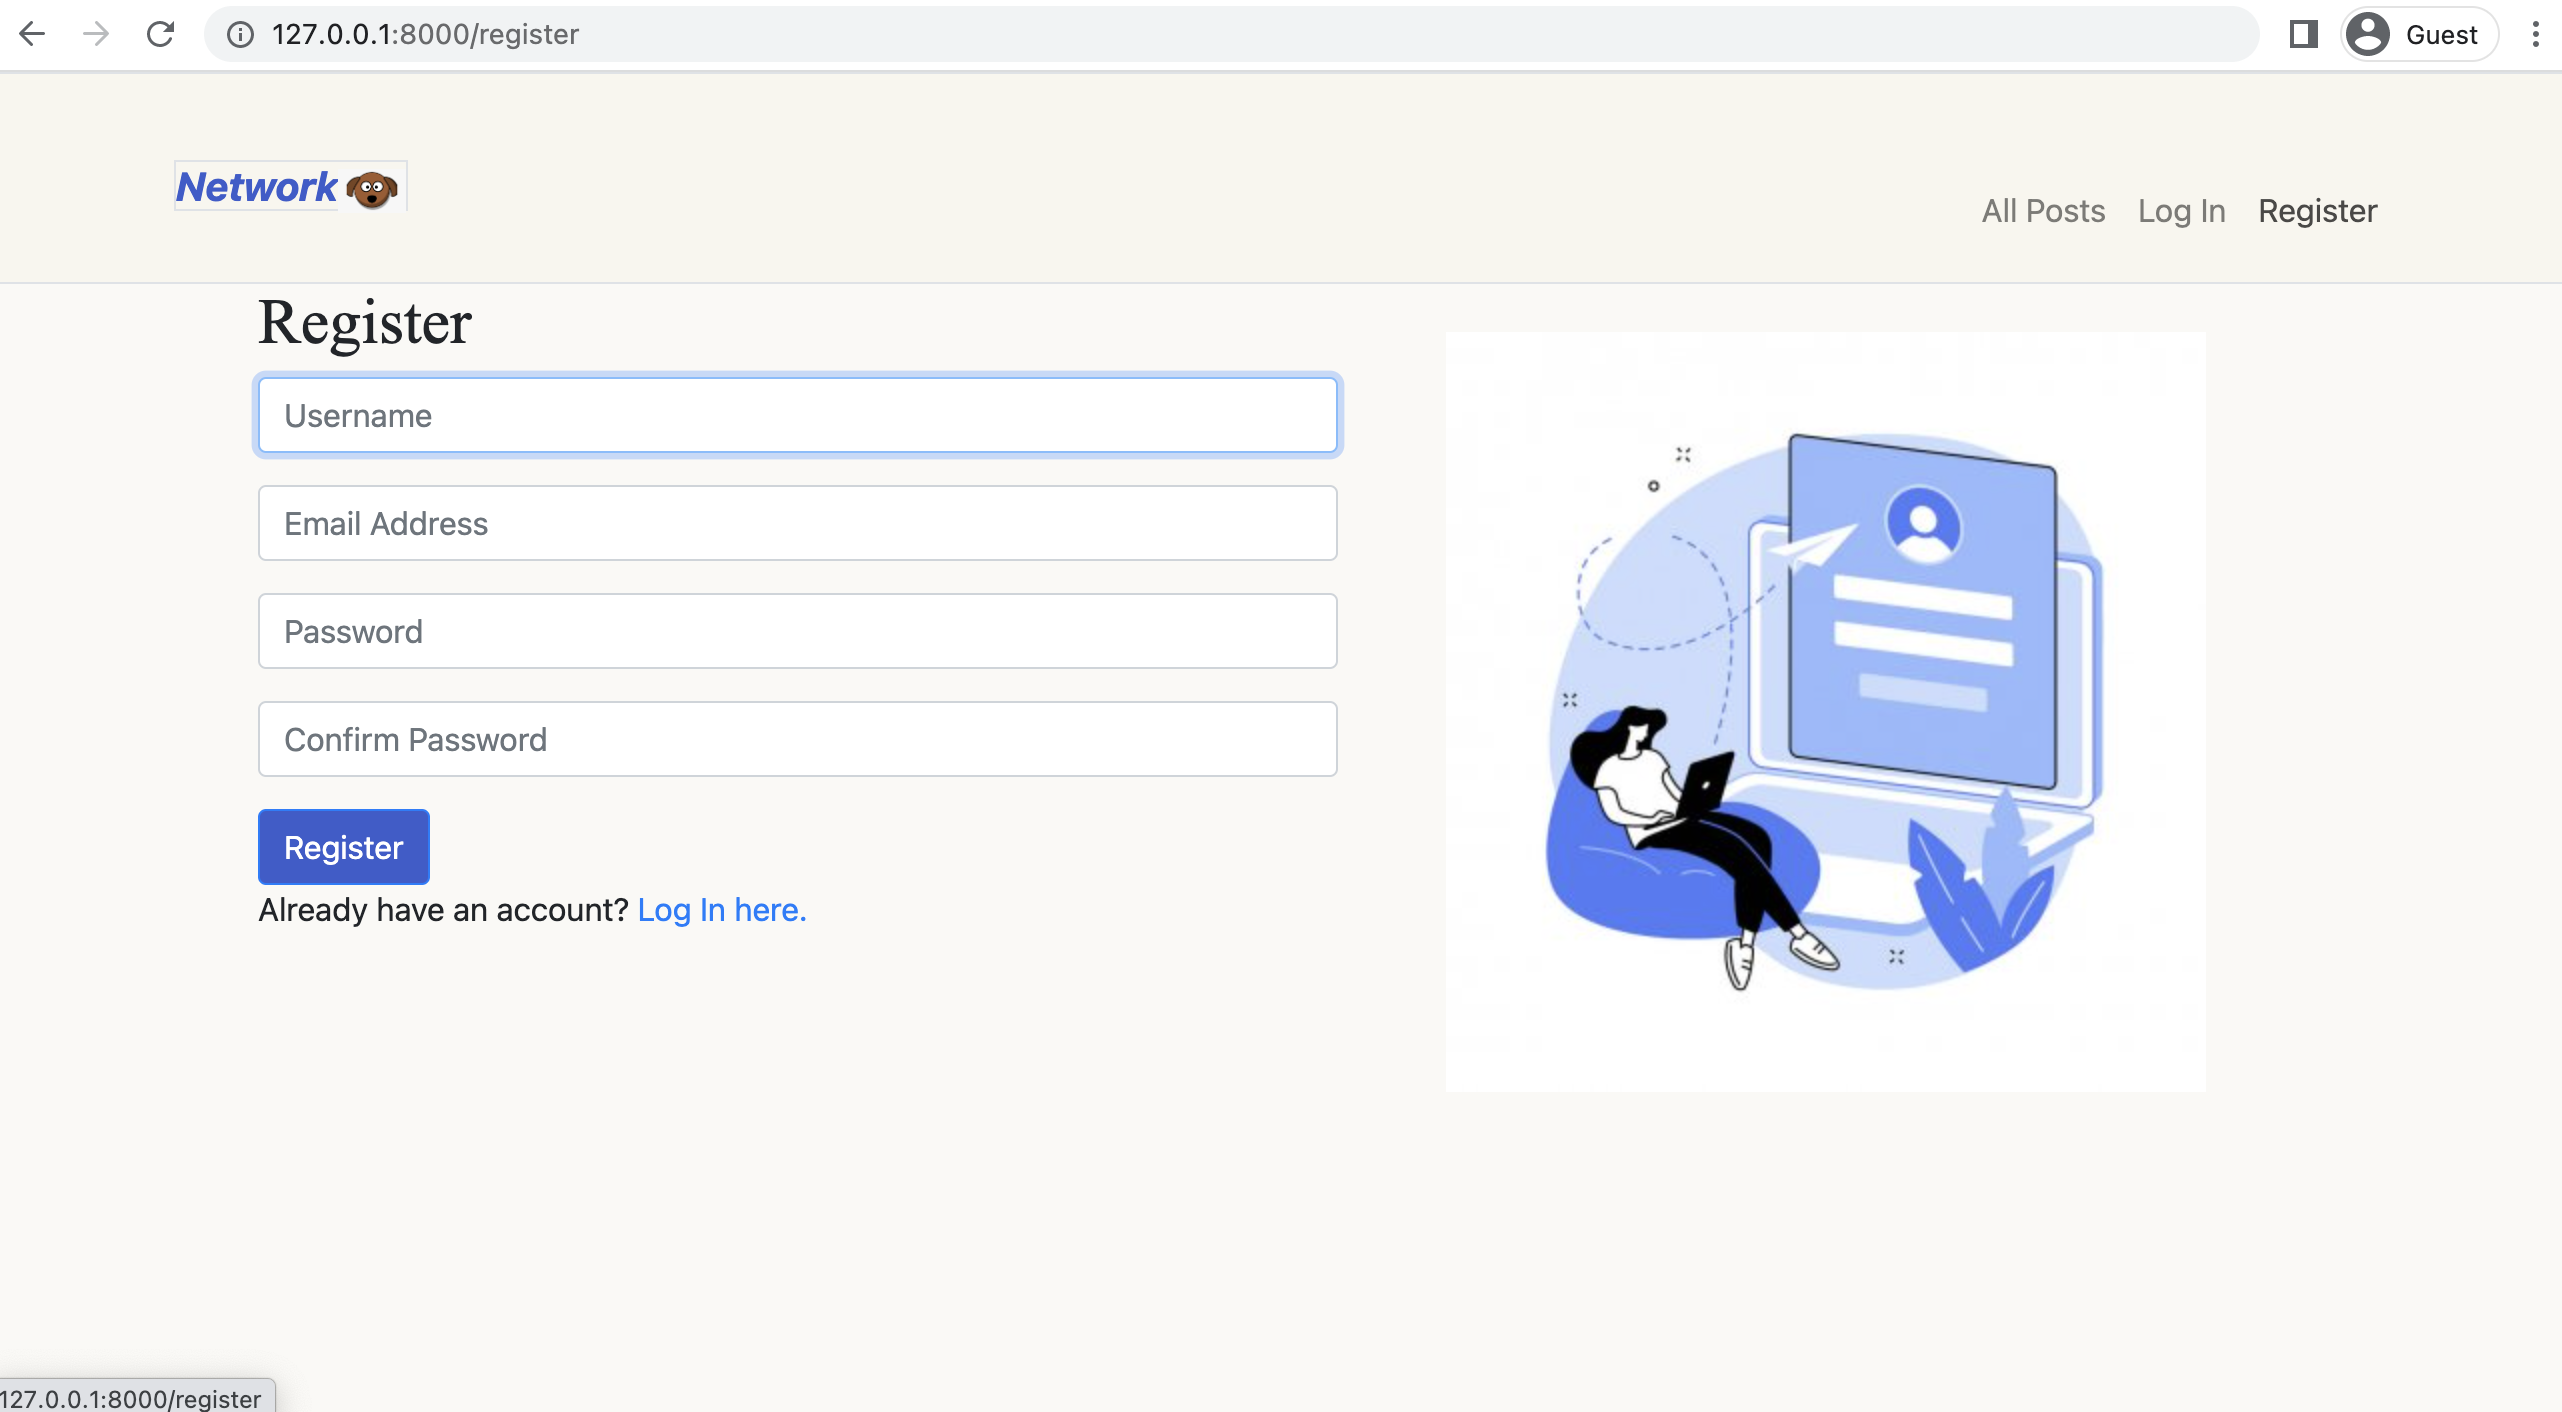 127.0.0.1:8000/register
Guest
Network
All Posts Log In Register
Register
Username
Email Address
Password
Confirm Password
Register
Already have an account? Log In here.
127.0.0.1:8000/register